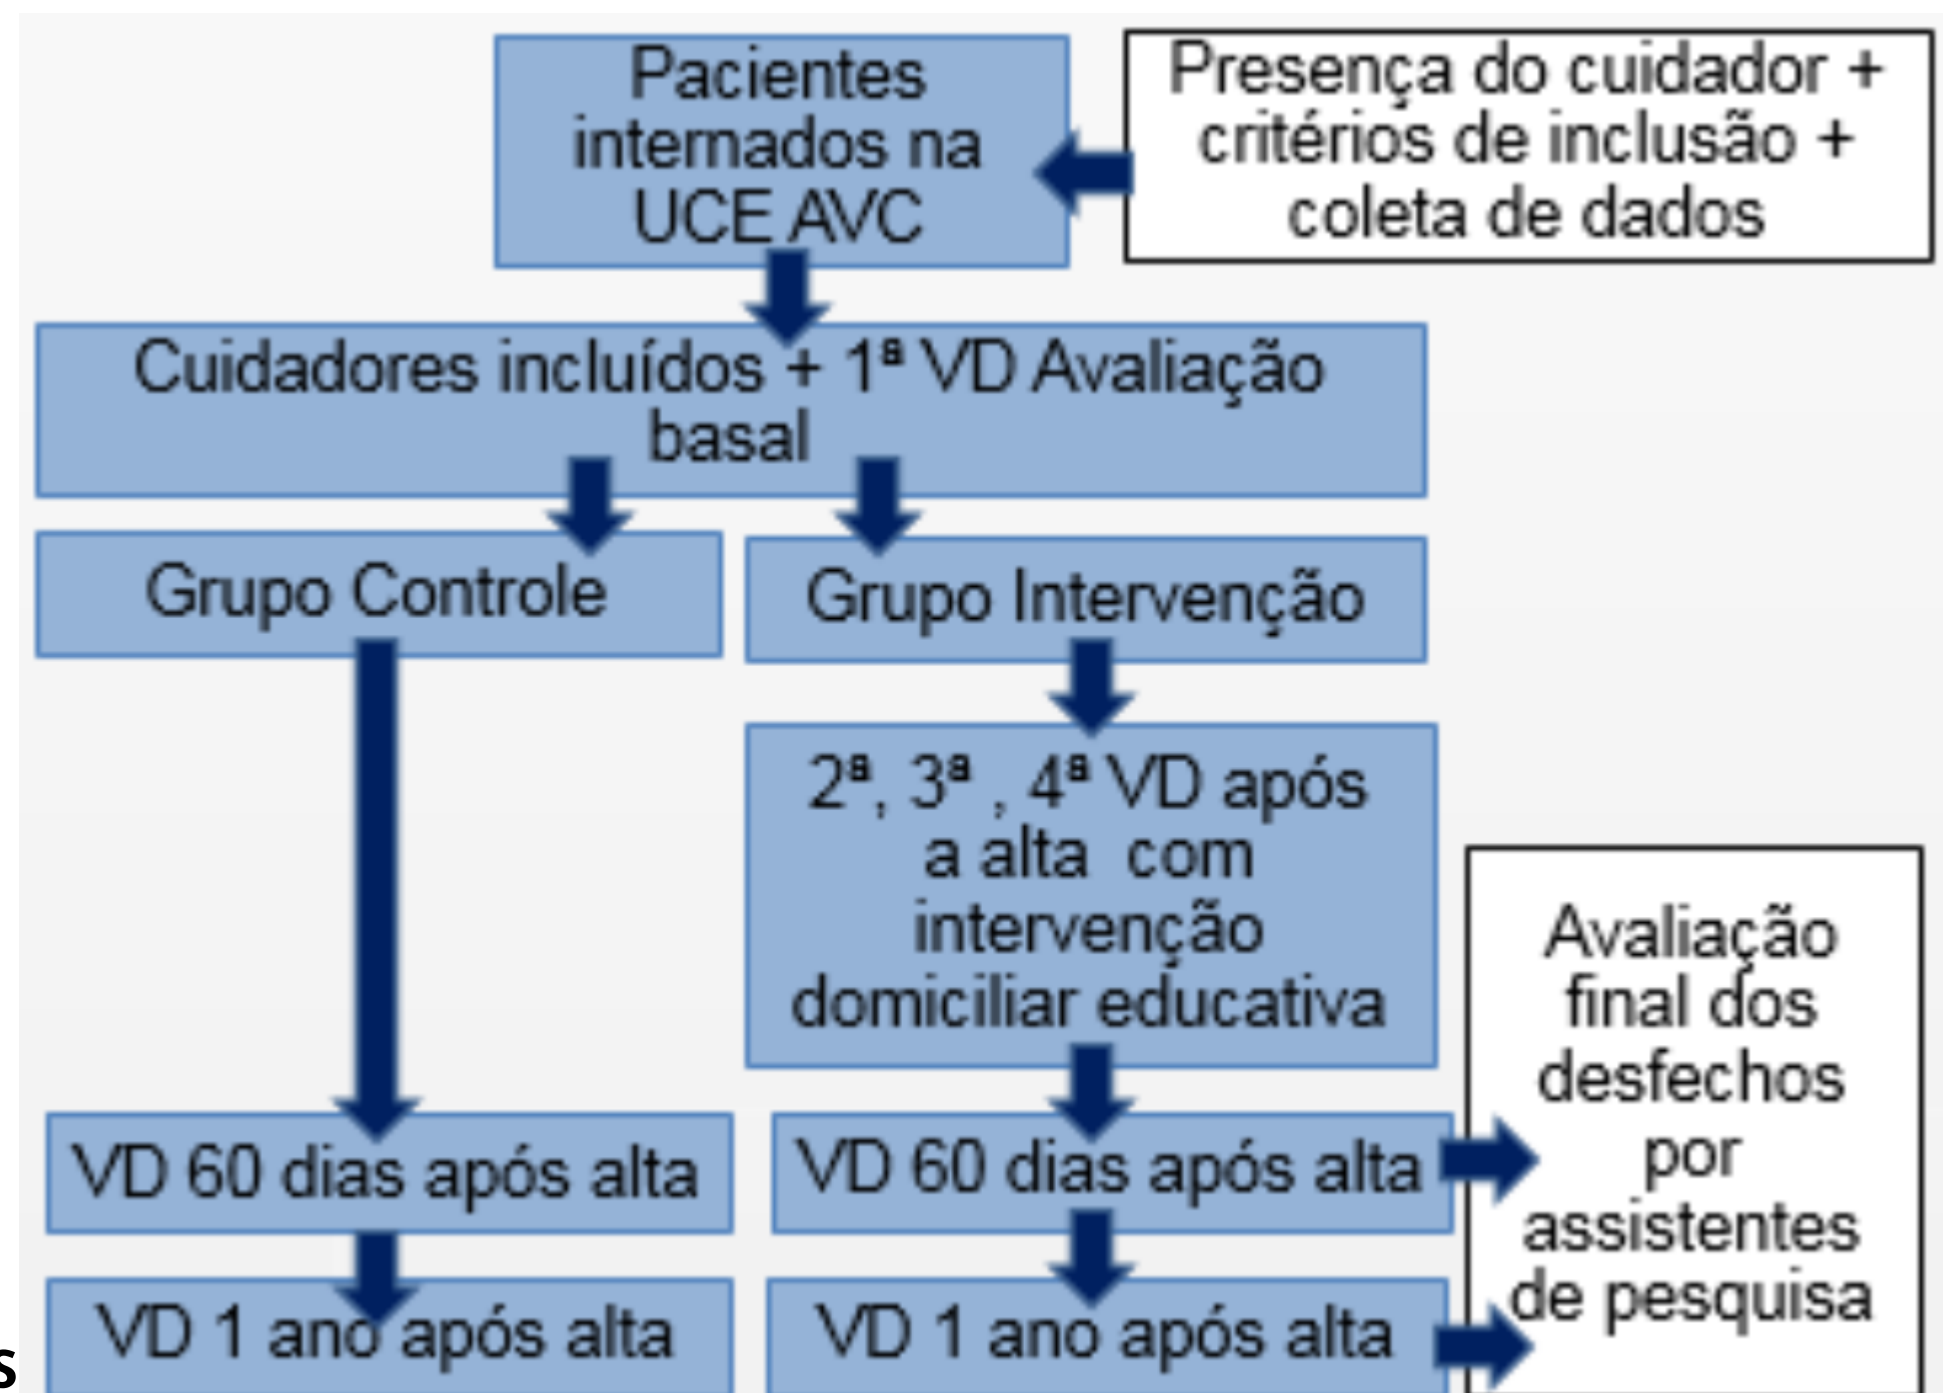 Pacientes
internados na
UCE AVC
Presença do cuidador +
critérios de inclusão +
coleta de dados
Cuidadores incluídos + 1ª VD Avaliação
basal
Grupo Controle
Grupo Intervenção
2ª, 3ª , 4ª VD após
a alta com
intervenção
domiciliar educativa
VD 60 dias após alta
VD 60 dias após alta
Avaliação
final dos
desfechos
por
assistentes
de pesquisa
VD 1 ano após alta
VD 1 ano após alta
s